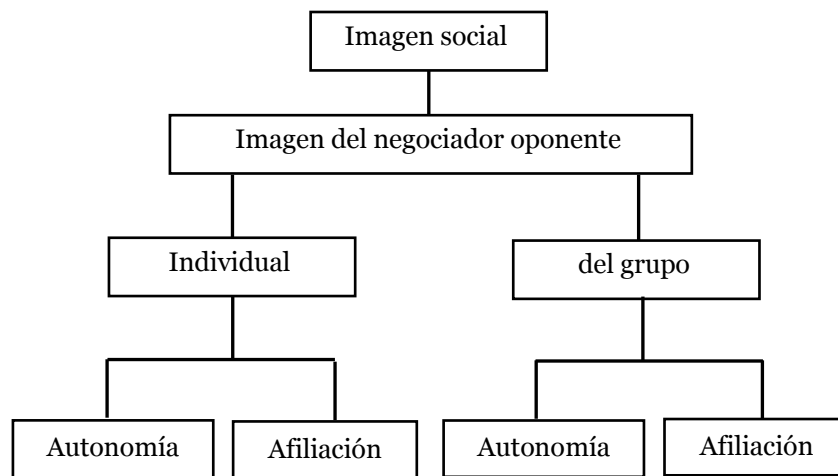 Imagen social
Imagen del negociador oponente
Individual
del grupo
Autonomía
Afiliación
Autonomía
Afiliación